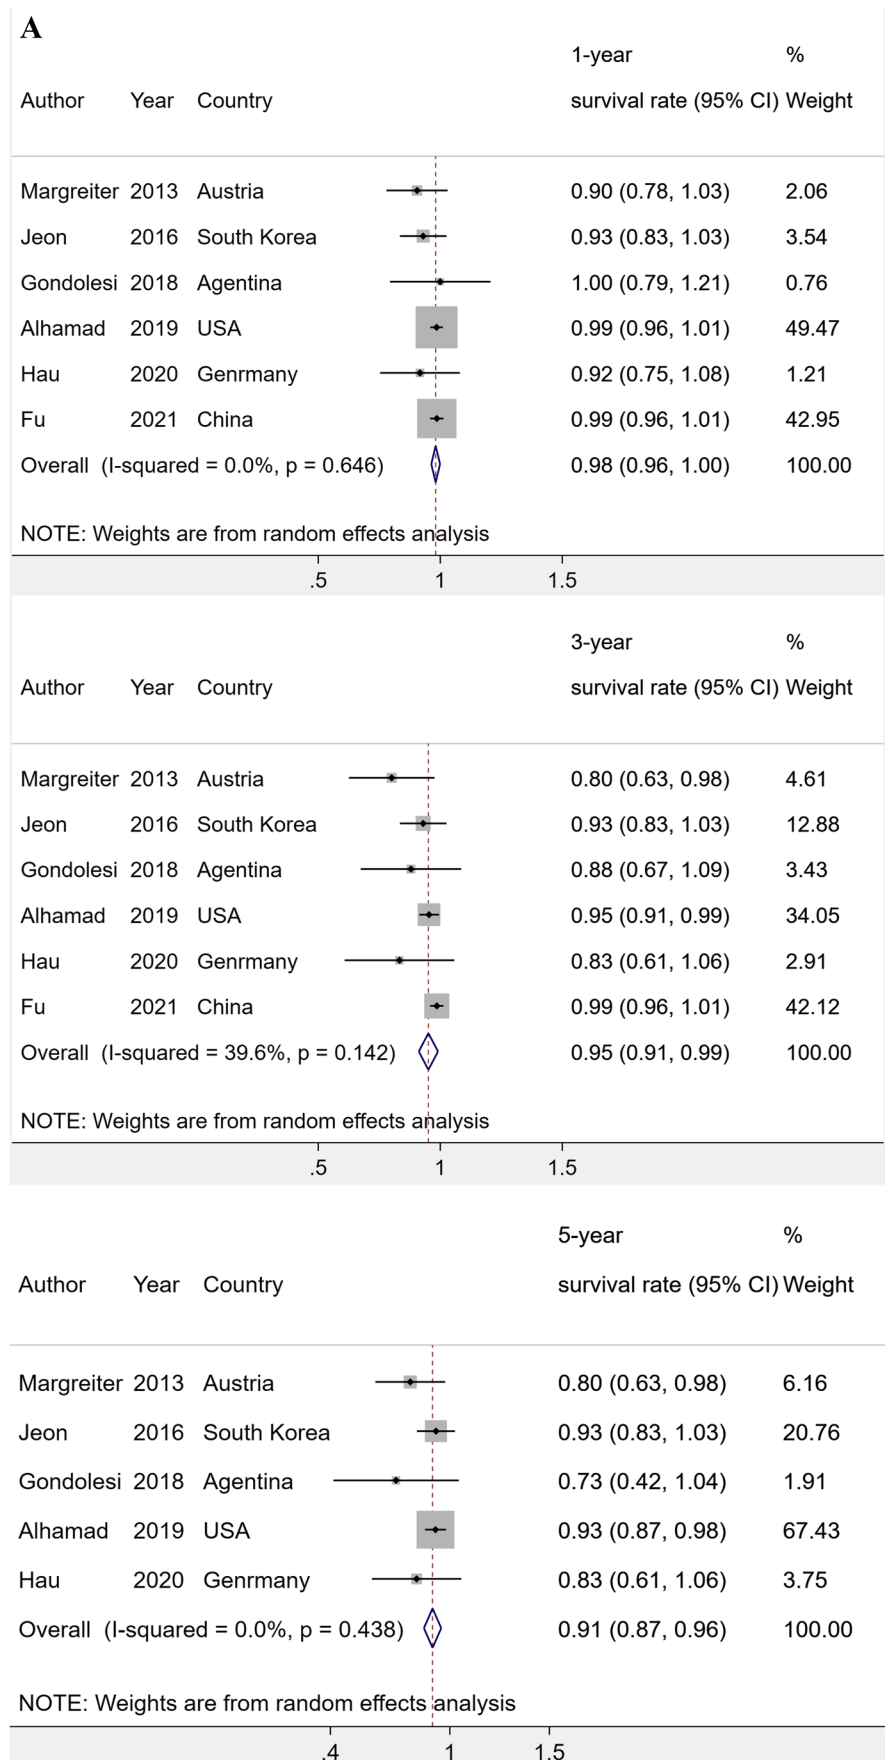 A
1-year %
Author Year Country survival rate (95% CI) Weight
Margreiter 2013 Austria 0.90 (0.78, 1.03) 2.06
Jeon 2016 South Korea 0.93 (0.83, 1.03) 3.54
Gondolesi 2018 Agentina 1.00 (0.79, 1.21) 0.76
Alhamad 2019 USA 0.99 (0.96, 1.01) 49.47
Hau 2020 Genrmany 0.92 (0.75, 1.08) 1.21
Fu 2021 China 0.99 (0.96, 1.01) 42.95
Overall (I-squared = 0.0%, p = 0.646) 0.98 (0.96, 1.00) 100.00
NOTE: Weights are from random effects analysis
.5 1 1.5
3-year %
Author Year Country survival rate (95% CI) Weight
Margreiter 2013 Austria 0.80 (0.63, 0.98) 4.61
Jeon 2016 South Korea 0.93 (0.83, 1.03) 12.88
Gondolesi 2018 Agentina 0.88 (0.67, 1.09) 3.43
Alhamad 2019 USA 0.95 (0.91, 0.99) 34.05
Hau 2020 Genrmany 0.83 (0.61, 1.06) 2.91
Fu 2021 China 0.99 (0.96, 1.01) 42.12
Overall (I-squared = 39.6%, p = 0.142) 0.95 (0.91, 0.99) 100.00
NOTE: Weights are from random effects analysis
.5 1 1.5
5-year %
Author Year Country survival rate (95% CI) Weight
Margreiter 2013 Austria 0.80 (0.63, 0.98) 6.16
Jeon 2016 South Korea 0.93 (0.83, 1.03) 20.76
Gondolesi 2018 Agentina 0.73 (0.42, 1.04) 1.91
Alhamad 2019 USA 0.93 (0.87, 0.98) 67.43
Hau 2020 Genrmany 0.83 (0.61, 1.06) 3.75
Overall (I-squared = 0.0%, p = 0.438) 0.91 (0.87, 0.96) 100.00
NOTE: Weights are from random effects analysis
.4 1 1.5